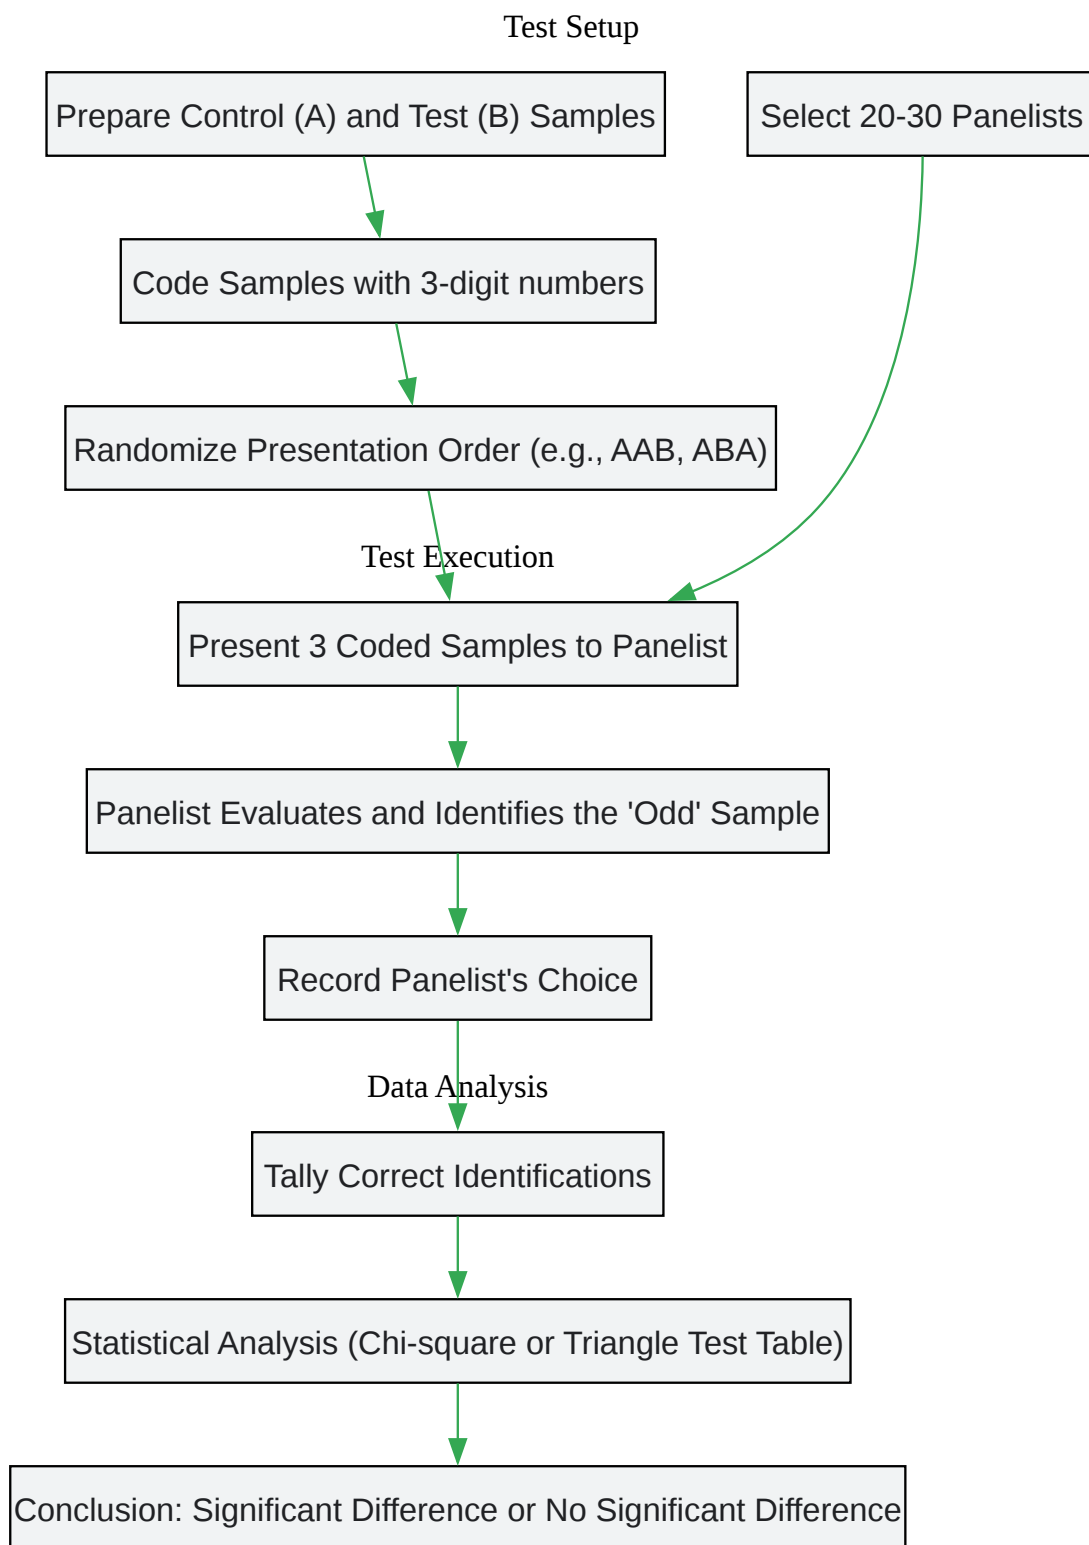 Test Setup
Prepare Control (A) and Test (B) Samples
Select 20-30 Panelists
Code Samples with 3-digit numbers
Randomize Presentation Order (e.g., AAB, ABA)
Test Execution
Present 3 Coded Samples to Panelist
Panelist Evaluates and Identifies the 'Odd' Sample
Record Panelist's Choice
Data Analysis
Tally Correct Identifications
Statistical Analysis (Chi-square or Triangle Test Table)
Conclusion: Significant Difference or No Significant Difference